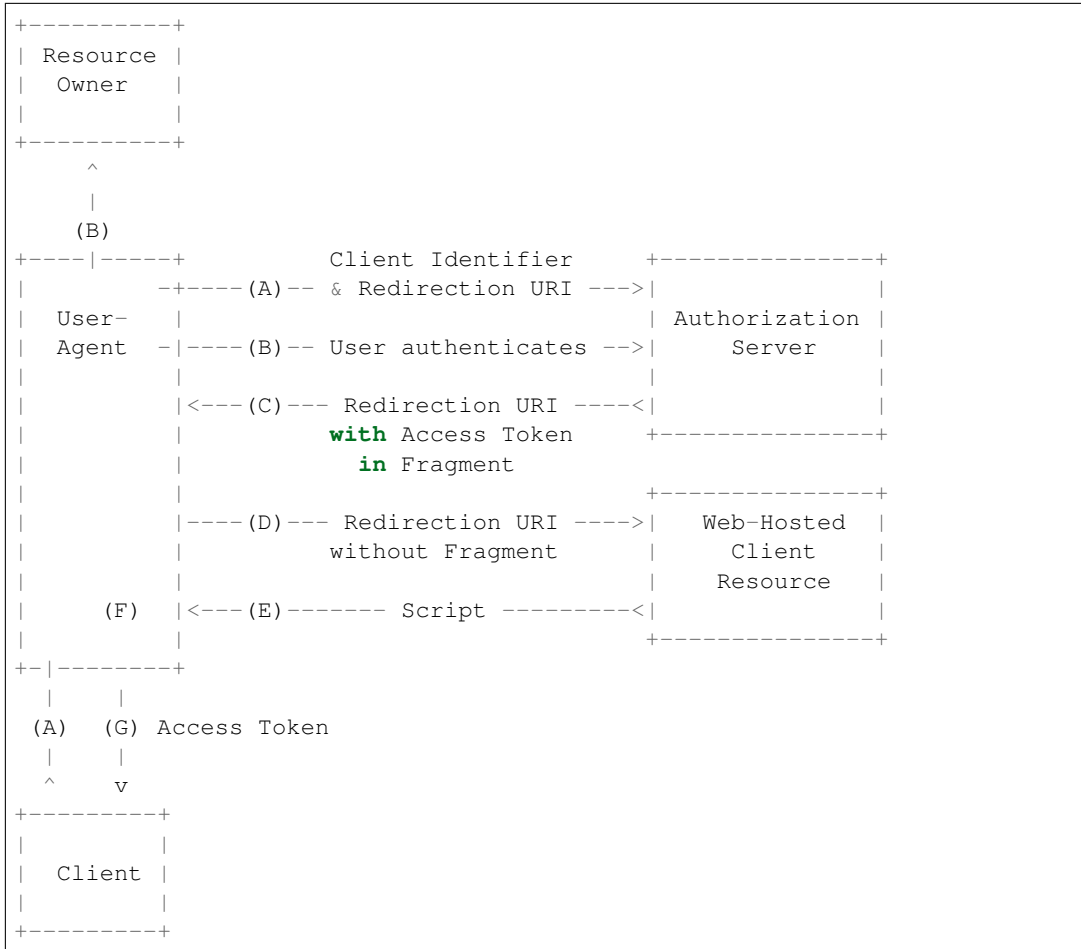 +----------+
| Resource |
|  Owner   |
|          |
+----------+
     ^
     |
    (B)
+----|-----+          Client Identifier     +---------------+
|         -+----(A)-- & Redirection URI --->|               |
|  User-   |                                | Authorization |
|  Agent  -|----(B)-- User authenticates -->|     Server    |
|          |                                |               |
|          |<---(C)--- Redirection URI ----<|               |
|          |          with Access Token     +---------------+
|          |            in Fragment
|          |                                +---------------+
|          |----(D)--- Redirection URI ---->|   Web-Hosted  |
|          |          without Fragment      |     Client    |
|          |                                |    Resource   |
|     (F)  |<---(E)------- Script ---------<|               |
|          |                                +---------------+
+-|--------+
  |    |
 (A)  (G) Access Token
  |    |
  ^    v
+---------+
|         |
|  Client |
|         |
+---------+